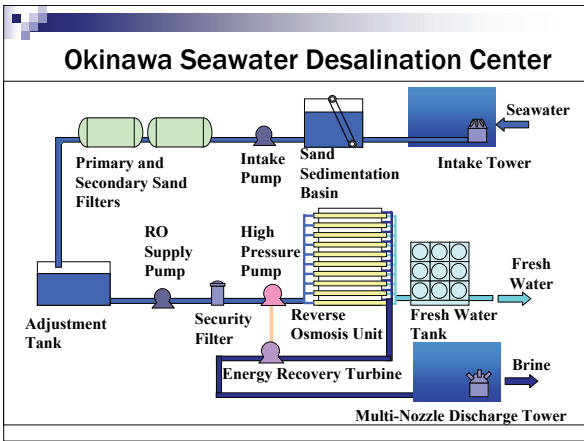 Okinawa Seawater Desalination Center
Seawater
Primary and
Secondary Sand
Filters
Intake
Pump
Sand
Sedimentation
Basin
Intake Tower
RO
Supply
Pump
High
Pressure
Pump
Fresh
Water
Adjustment
Tank
Security
Filter
Reverse
Osmosis Unit
Fresh Water
Tank
Energy Recovery Turbine
Brine
Multi-Nozzle Discharge Tower